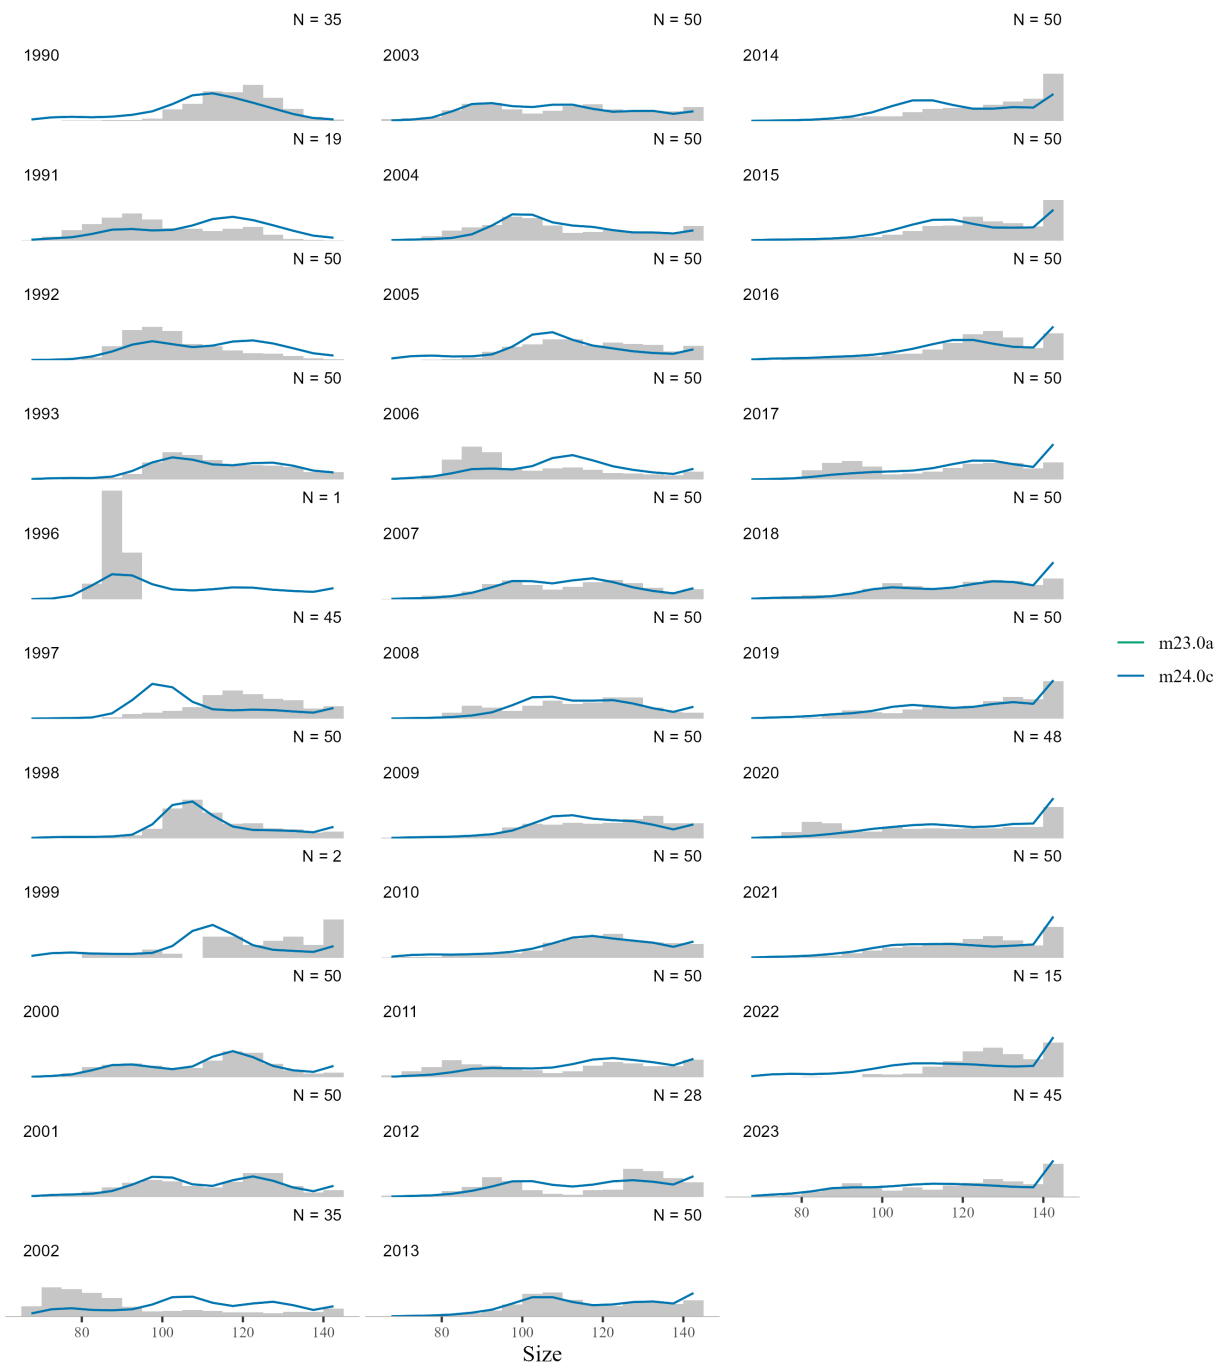 N = 35
1990
N = 19
1991
N = 50
1992
N = 50
1993
N = 1
1996
N = 45
1997
N = 50
1998
N = 2
1999
N = 50
2000
N = 50
2001
N = 35
2002
80 100 120 140
N = 50
2003
N = 50
2004
N = 50
2005
N = 50
2006
N = 50
2007
N = 50
2008
N = 50
2009
N = 50
2010
N = 50
2011
N = 28
2012
N = 50
2013
80 100 120 140
N = 50
2014
N = 50
2015
N = 50
2016
N = 50
2017
N = 50
2018
N = 50
2019
N = 48
2020
N = 50
2021
N = 15
2022
N = 45
2023
80 100 120 140
Size
m23.0a
m24.0c